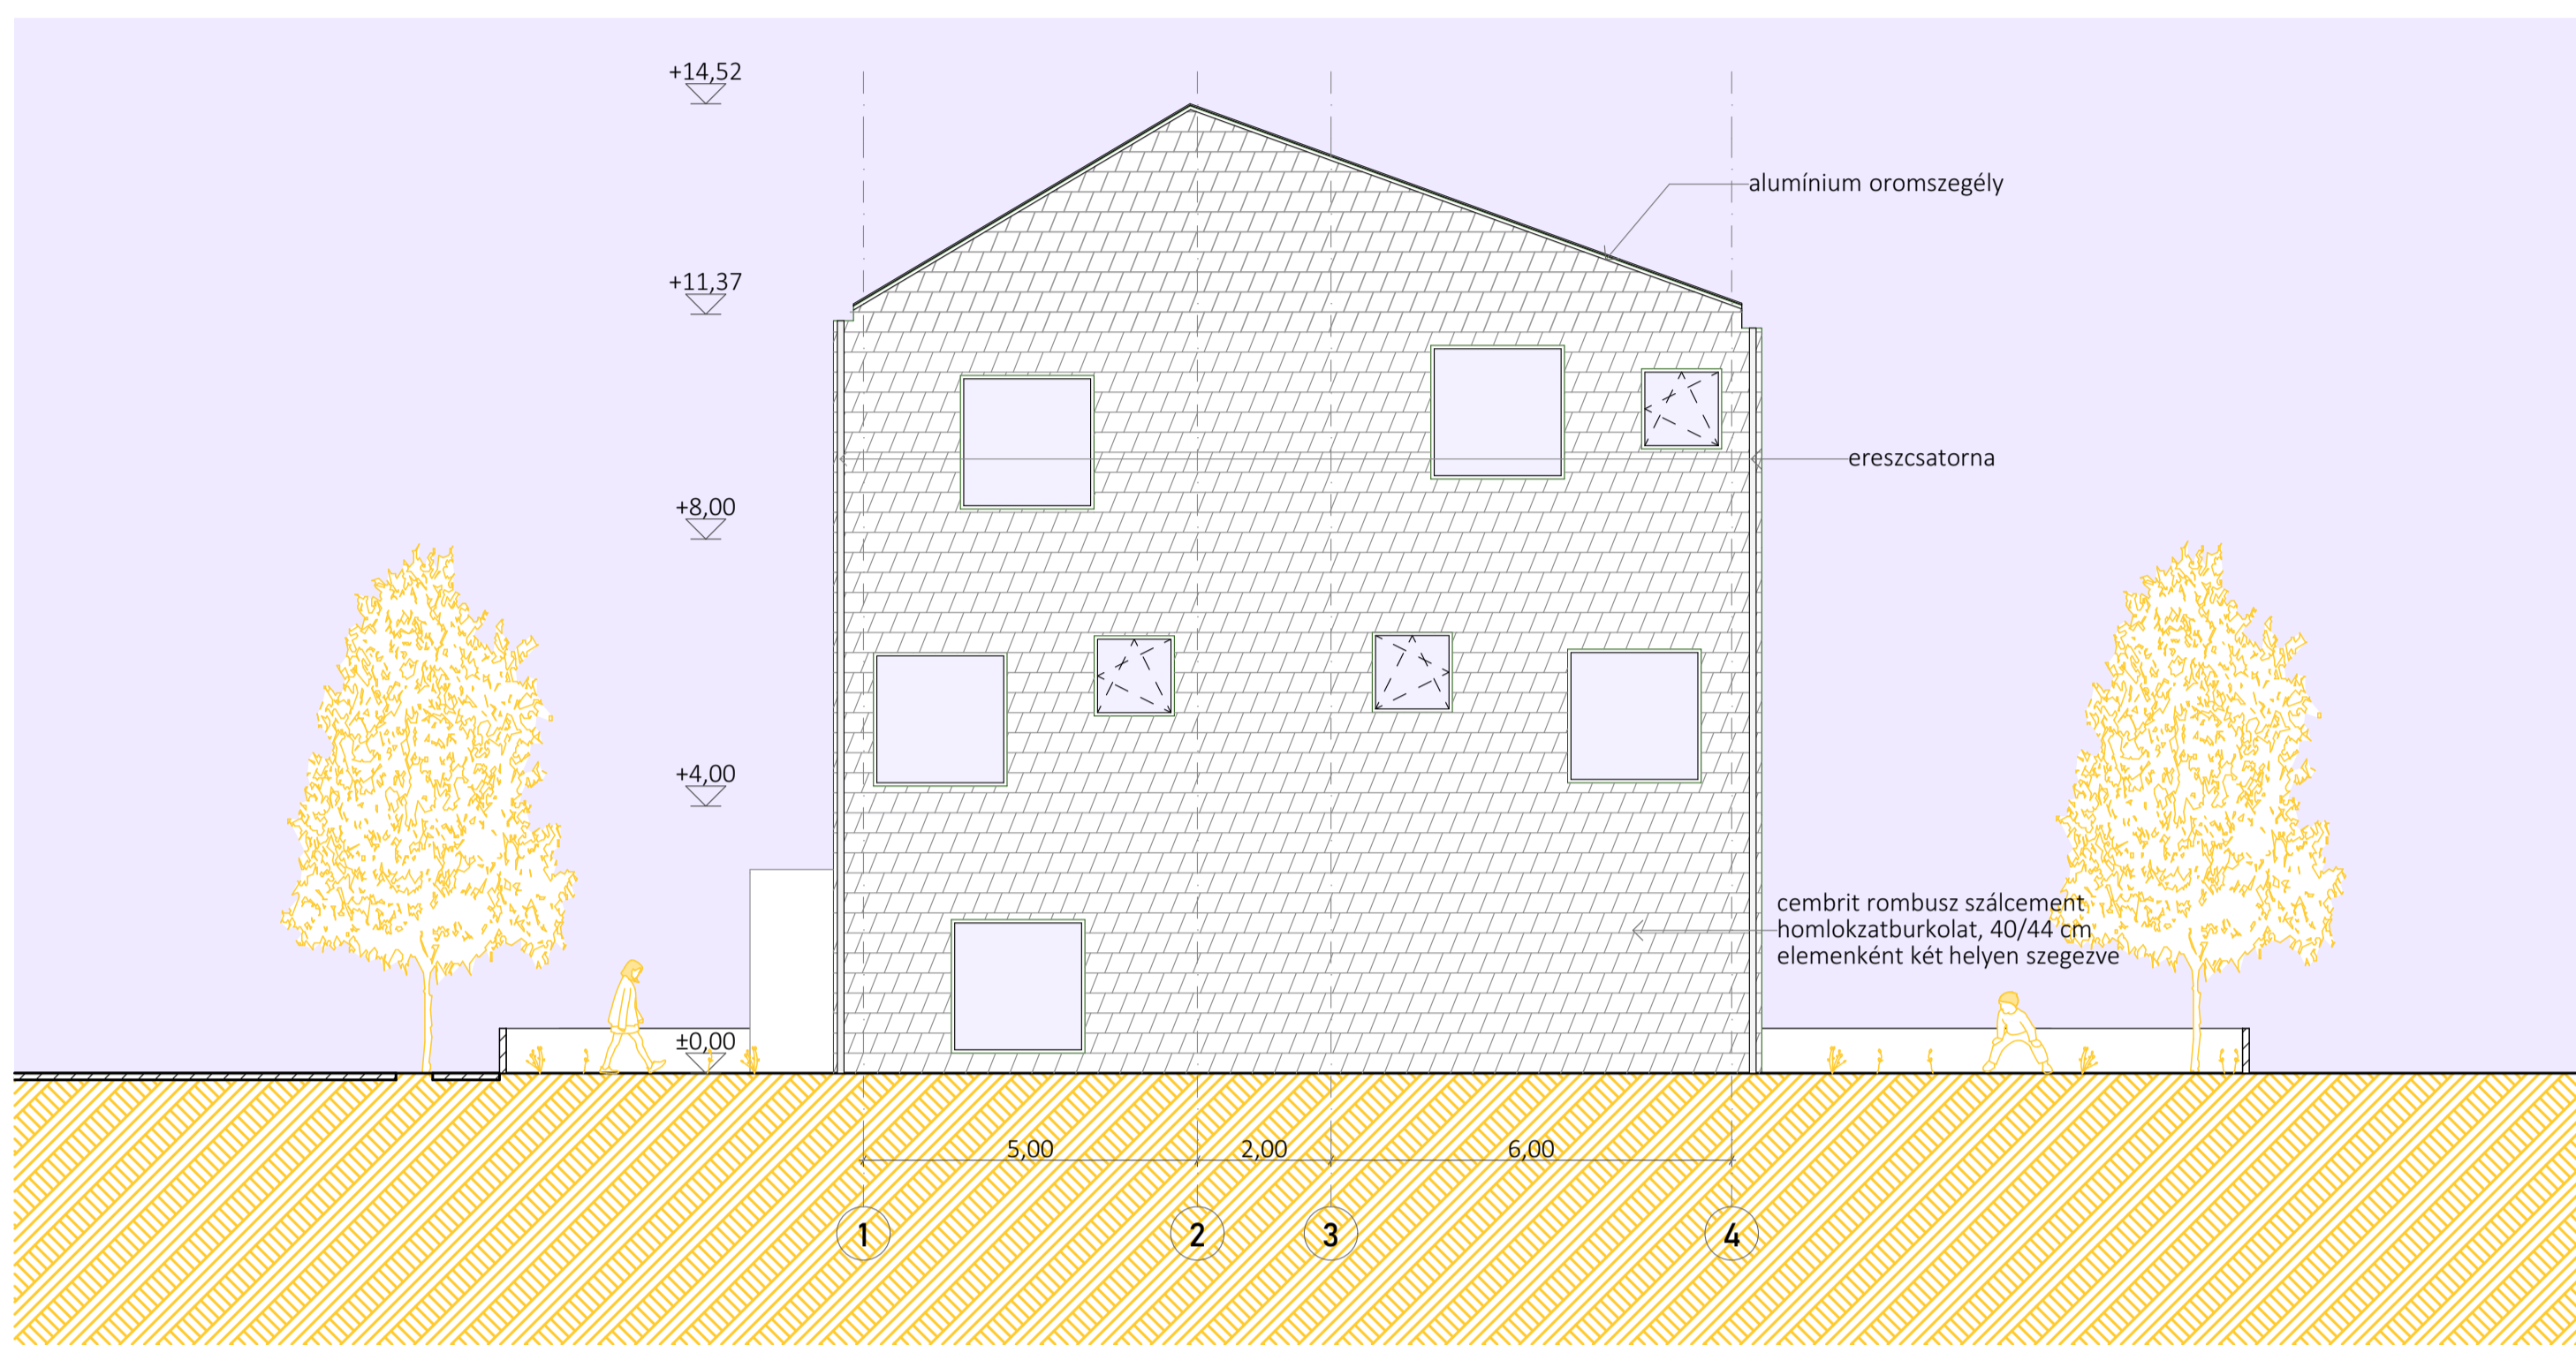 +14,52
alumínium oromszegély
+11,37
ereszcsatorna
+8,00
+4,00
cembrit rombusz szálcement
homlokzatburkolat, 40/44 cm
elemenként két helyen szegezve
±0,00
5,00 2,00 6,00
1 2 3 4